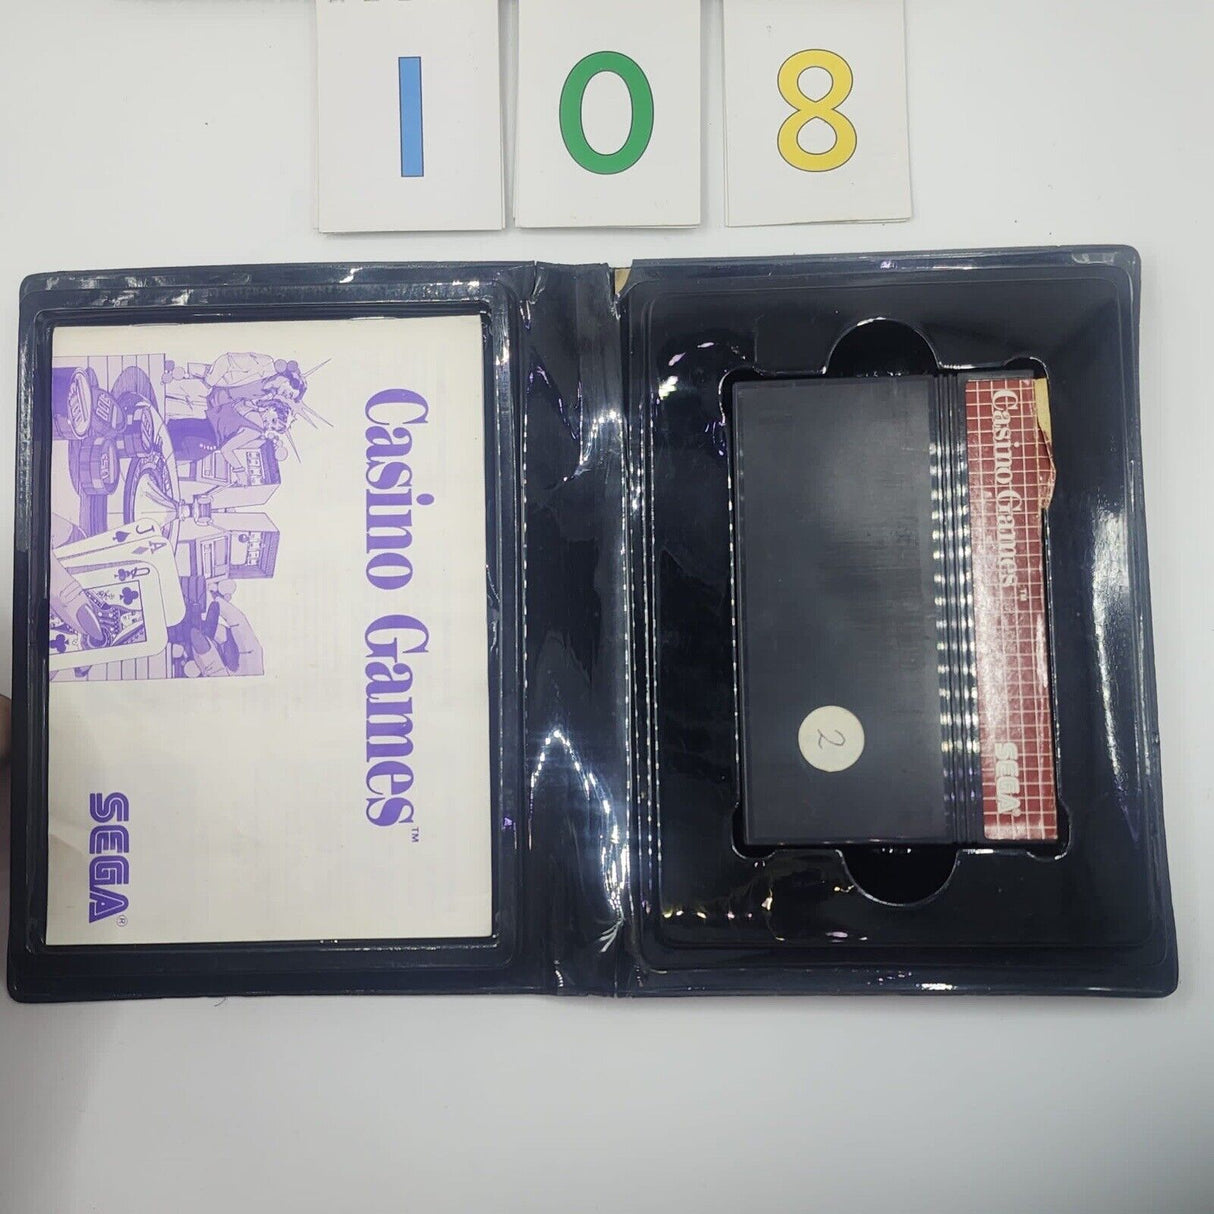 1 0 8
Casino Games™
SEGA®
J A Q
Casino Games™
SEGA®
2